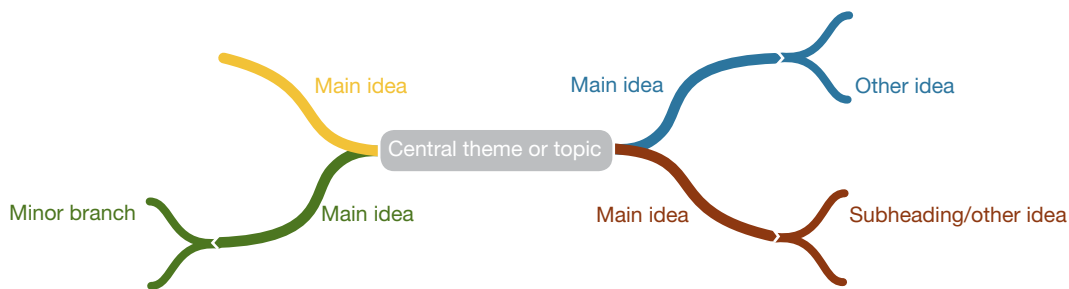 Main idea
Main idea
Other idea
Central theme or topic
Minor branch
Main idea
Main idea
Subheading/other idea